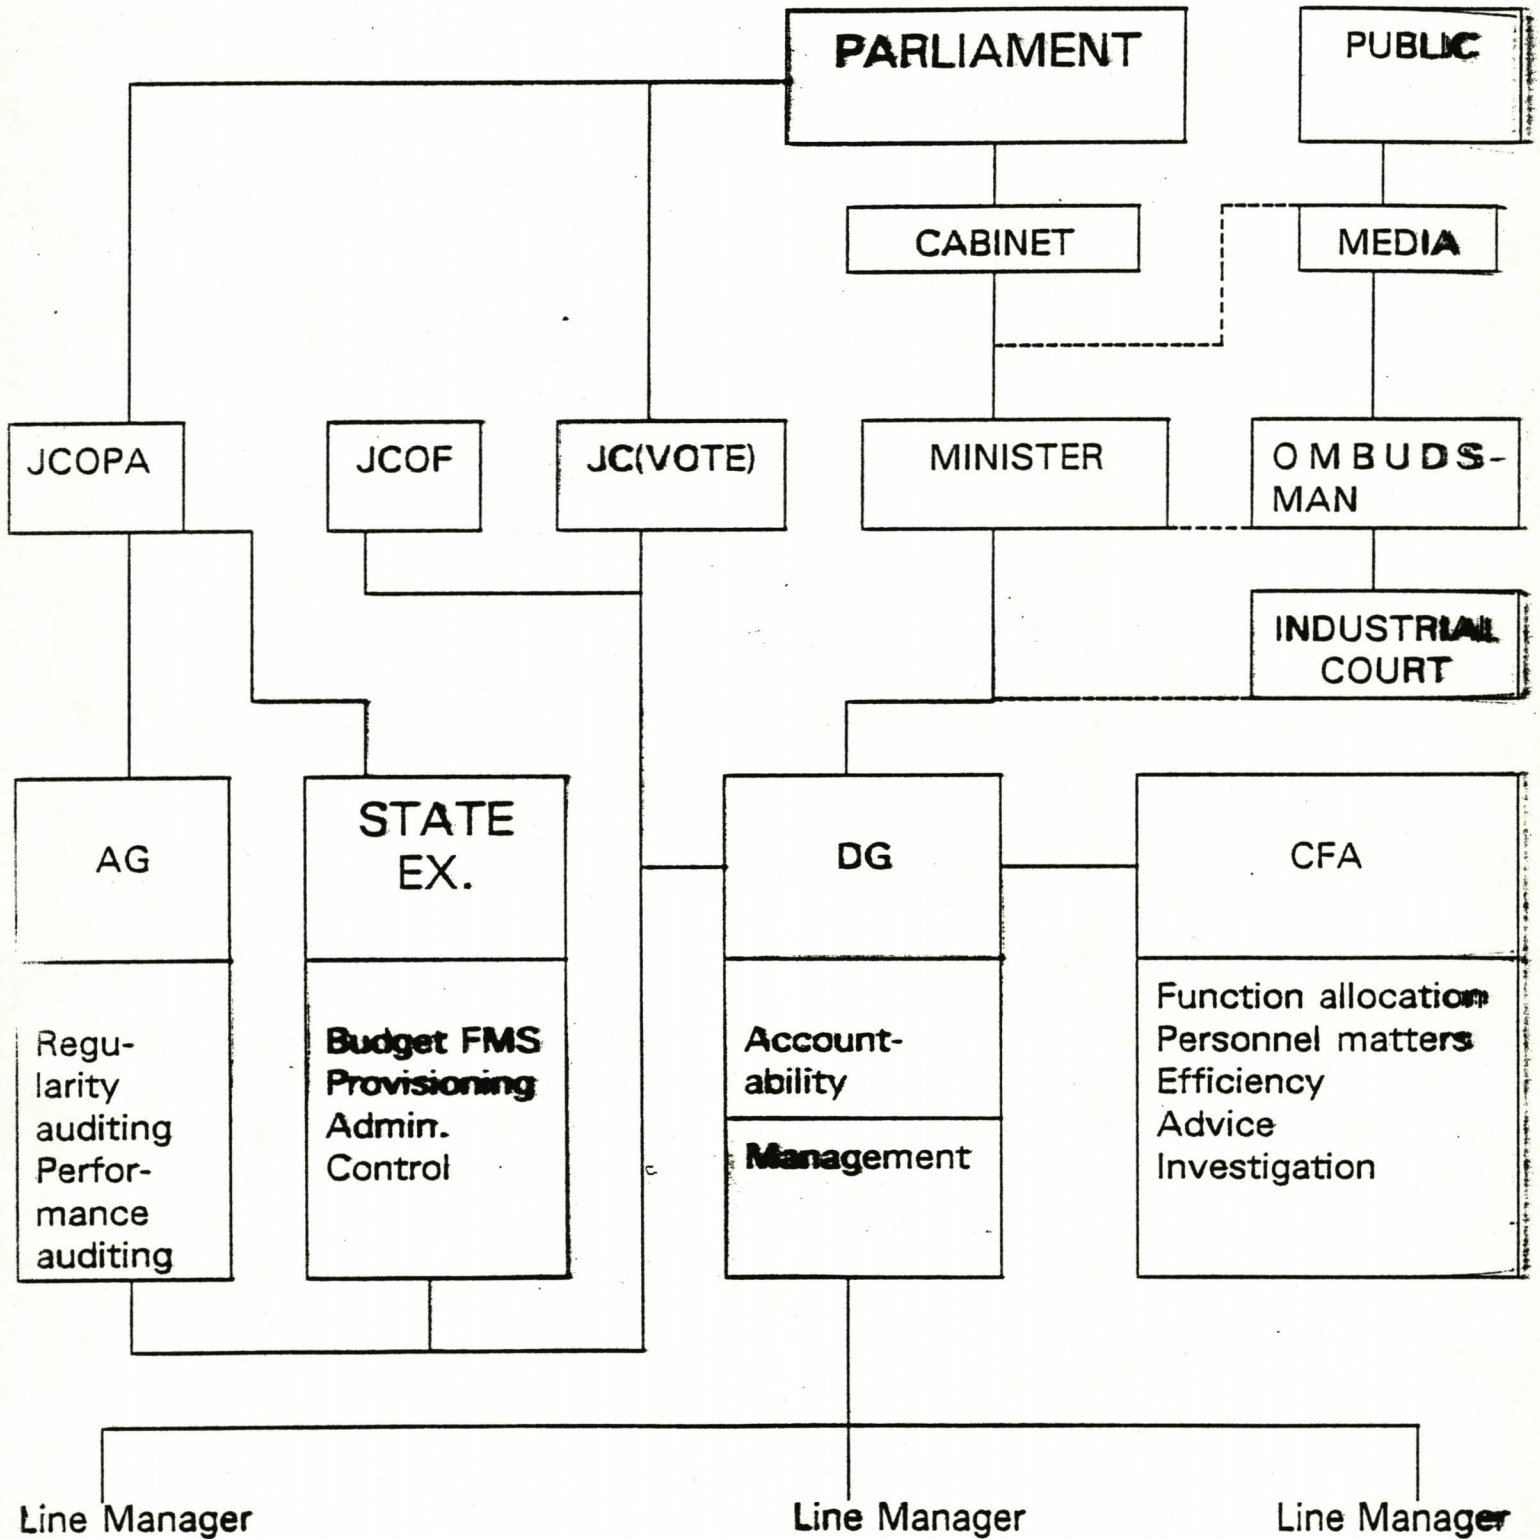 PARLIAMENT
PUBLIC
CABINET
MEDIA
JCOPA
JCOF
JC(VOTE)
MINISTER
OMBUDS-
MAN
INDUSTRIAL
COURT
AG
STATE
EX.
DG
CFA
Regu-
larity
auditing
Perfor-
mance
auditing
Budget FMS
Provisioning
Admin.
Control
Account-
ability
Management
Function allocation
Personnel matters
Efficiency
Advice
Investigation
Line Manager
Line Manager
Line Manager